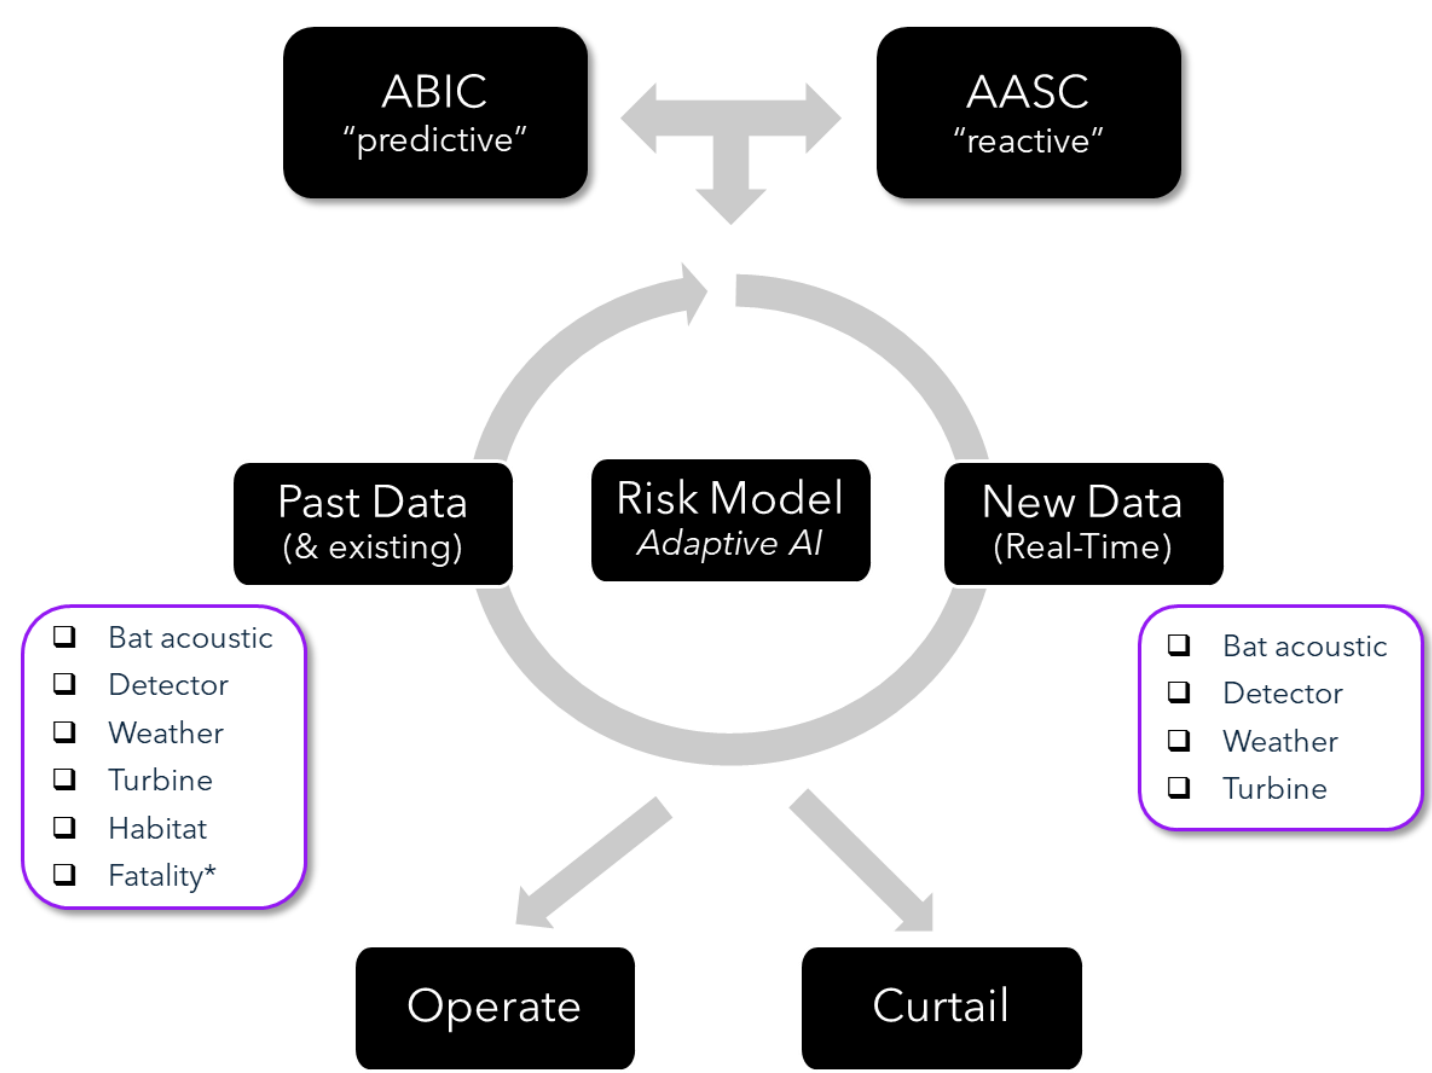 ABIC
“predictive”
AASC
“reactive”
Past Data
(& existing)
Risk Model
Adaptive AI
New Data
(Real-Time)
❑ Bat acoustic
❑ Detector
❑ Weather
❑ Turbine
❑ Habitat
❑ Fatality*
❑ Bat acoustic
❑ Detector
❑ Weather
❑ Turbine
Operate
Curtail